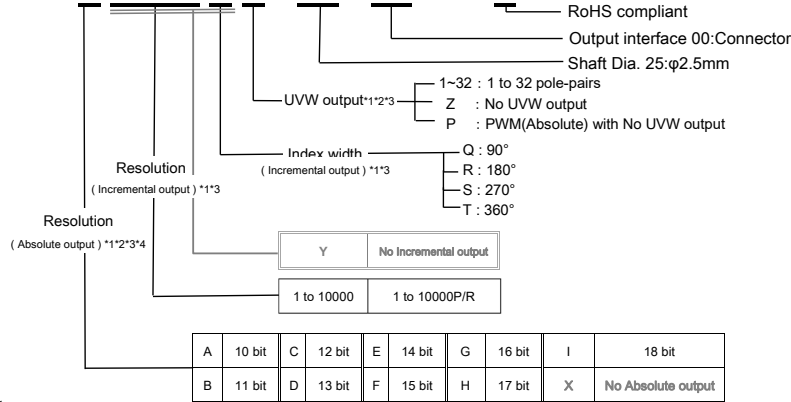 RoHS compliant
Output interface 00:Connector
Shaft Dia. 25:φ2.5mm
UVW output*1*2*3
1~32 : 1 to 32 pole-pairs
Z : No UVW output
P : PWM(Absolute) with No UVW output
Index width
( Incremental output ) *1*3
Q : 90°
R : 180°
S : 270°
T : 360°
Resolution
( Incremental output ) *1*3
Resolution
( Absolute output ) *1*2*3*4
Y No Incremental output
1 to 10000 1 to 10000P/R
A 10 bit C 12 bit E 14 bit G 16 bit I 18 bit
B 11 bit D 13 bit F 15 bit H 17 bit X No Absolute output